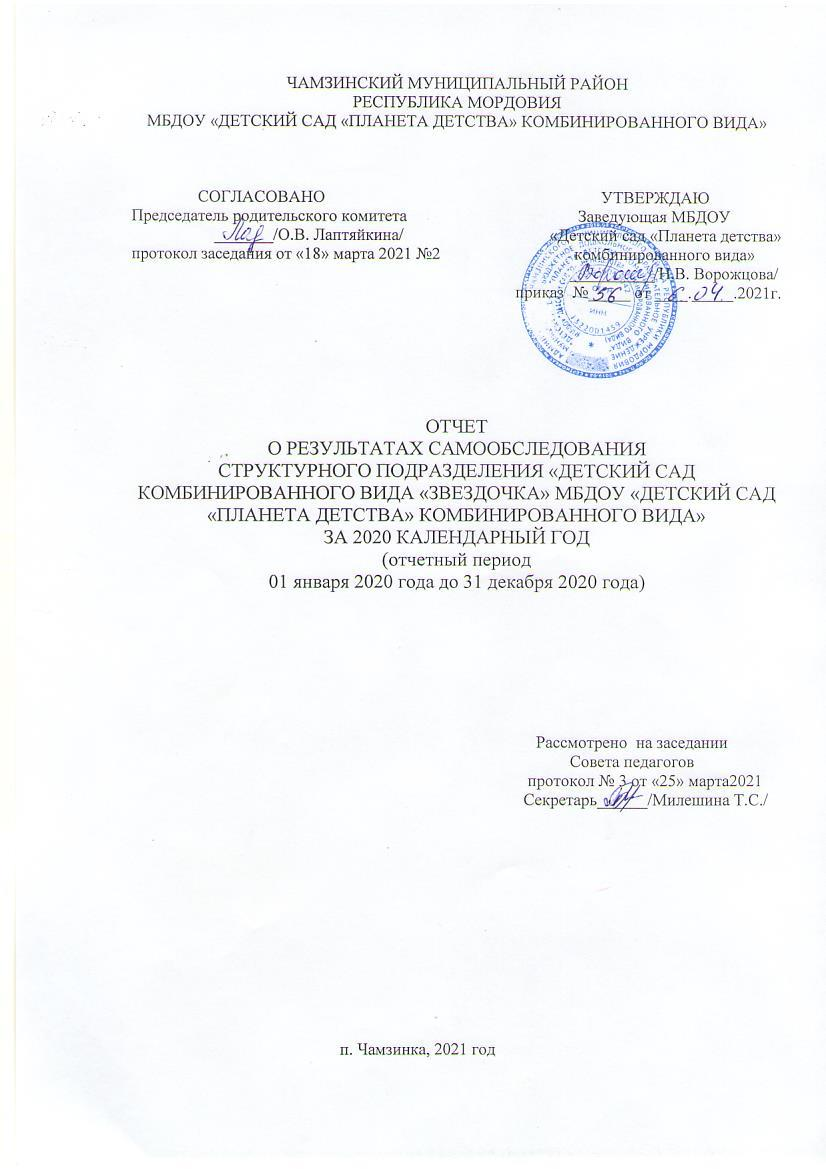 ЧАМЗИНСКИЙ МУНИЦИПАЛЬНЫЙ РАЙОН
РЕСПУБЛИКА МОРДОВИЯ
МБДОУ «ДЕТСКИЙ САД «ПЛАНЕТА ДЕТСТВА» КОМБИНИРОВАННОГО ВИДА»
СОГЛАСОВАНО
Председатель родительского комитета
/О.В. Лаптяйкина/
протокол заседания от «18» марта 2021 №2
УТВЕРЖДАЮ
Заведующая МБДОУ
«Детский сад «Планета детства»
комбинированного вида»
/Н.В. Ворожцова/
приказ № 56 от 04.2021г.
ИНН
ОТЧЕТ
О РЕЗУЛЬТАТАХ САМООБСЛЕДОВАНИЯ
СТРУКТУРНОГО ПОДРАЗДЕЛЕНИЯ «ДЕТСКИЙ САД
КОМБИНИРОВАННОГО ВИДА «ЗВЕЗДОЧКА» МБДОУ «ДЕТСКИЙ САД
«ПЛАНЕТА ДЕТСТВА» КОМБИНИРОВАННОГО ВИДА»
ЗА 2020 КАЛЕНДАРНЫЙ ГОД
(отчетный период
01 января 2020 года до 31 декабря 2020 года)
Рассмотрено на заседании
Совета педагогов
протокол № 3 от «25» марта2021
Секретарь /Милешина Т.С./
п. Чамзинка, 2021 год